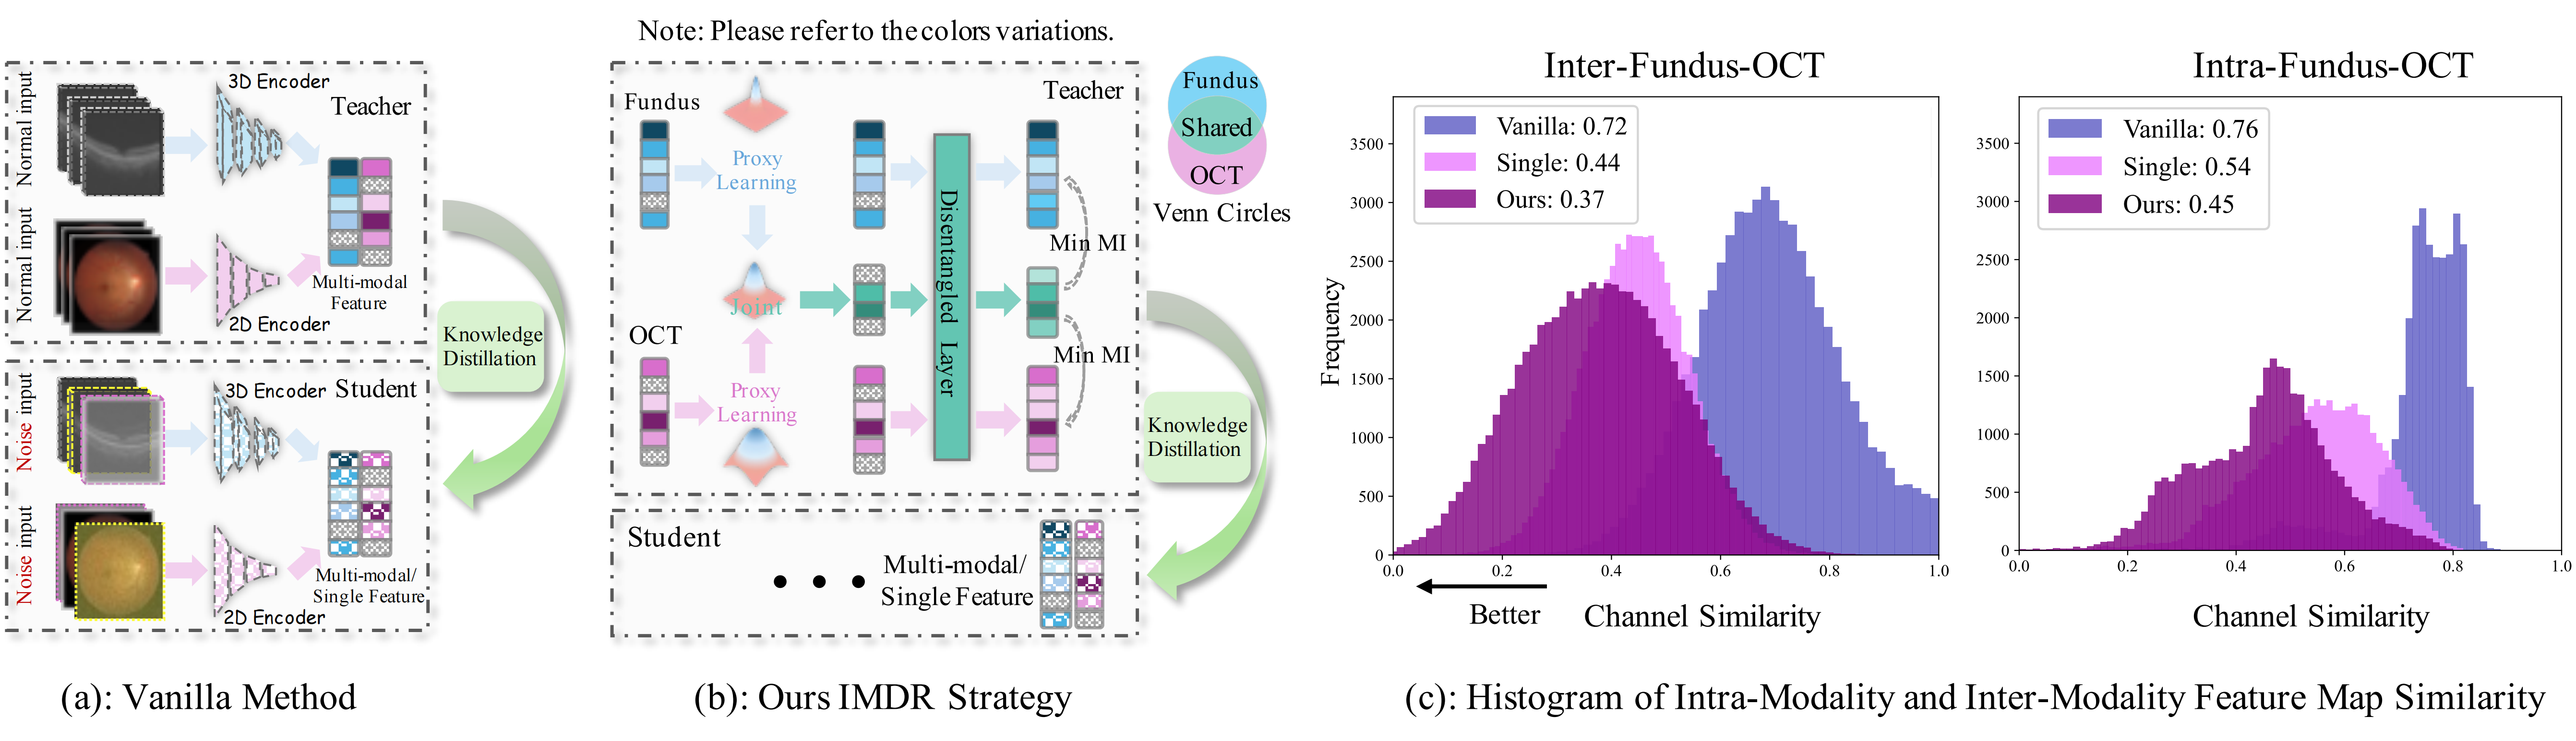 Note: Please refer to the colors variations.
Normal input
3D Encoder
Teacher
Normal input
Multi-modal
Feature
2D Encoder
Knowledge
Distillation
Noise input
3D Encoder
Student
Noise input
Multi-modal/
Single Feature
2D Encoder
(a): Vanilla Method
Fundus
Teacher
Proxy
Learning
Joint
OCT
Proxy
Learning
Disentangled Layer
Min MI
Min MI
Fundus
Shared
OCT
Venn Circles
Knowledge
Distillation
Student
Multi-modal/
Single Feature
(b): Ours IMDR Strategy
Inter-Fundus-OCT
Vanilla: 0.72
Single: 0.44
Ours: 0.37
Frequency
3500
3000
2500
2000
1500
1000
500
0
0.0 0.2 0.4 0.6 0.8 1.0
Better
Channel Similarity
Intra-Fundus-OCT
Vanilla: 0.76
Single: 0.54
Ours: 0.45
3500
3000
2500
2000
1500
1000
500
0
0.0 0.2 0.4 0.6 0.8 1.0
Channel Similarity
(c): Histogram of Intra-Modality and Inter-Modality Feature Map Similarity